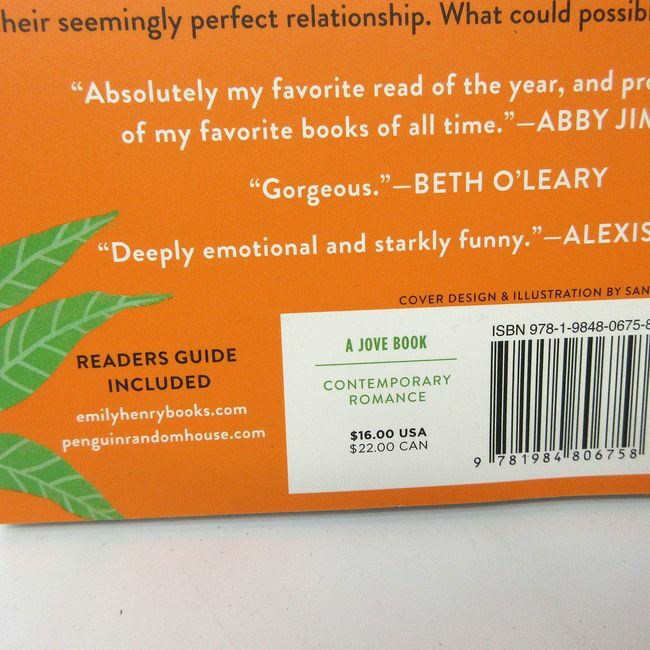 heir seemingly perfect relationship. What could possibl
“Absolutely my favorite read of the year, and pro
of my favorite books of all time.”—ABBY JIM
“Gorgeous.”—BETH O’LEARY
“Deeply emotional and starkly funny.”—ALEXIS
COVER DESIGN & ILLUSTRATION BY SAN
READERS GUIDE
INCLUDED
emilyhenrybooks.com
penguinrandomhouse.com
A JOVE BOOK
CONTEMPORARY
ROMANCE
$16.00 USA
$22.00 CAN
ISBN 978-1-9848-0675-8
9 781984 806758